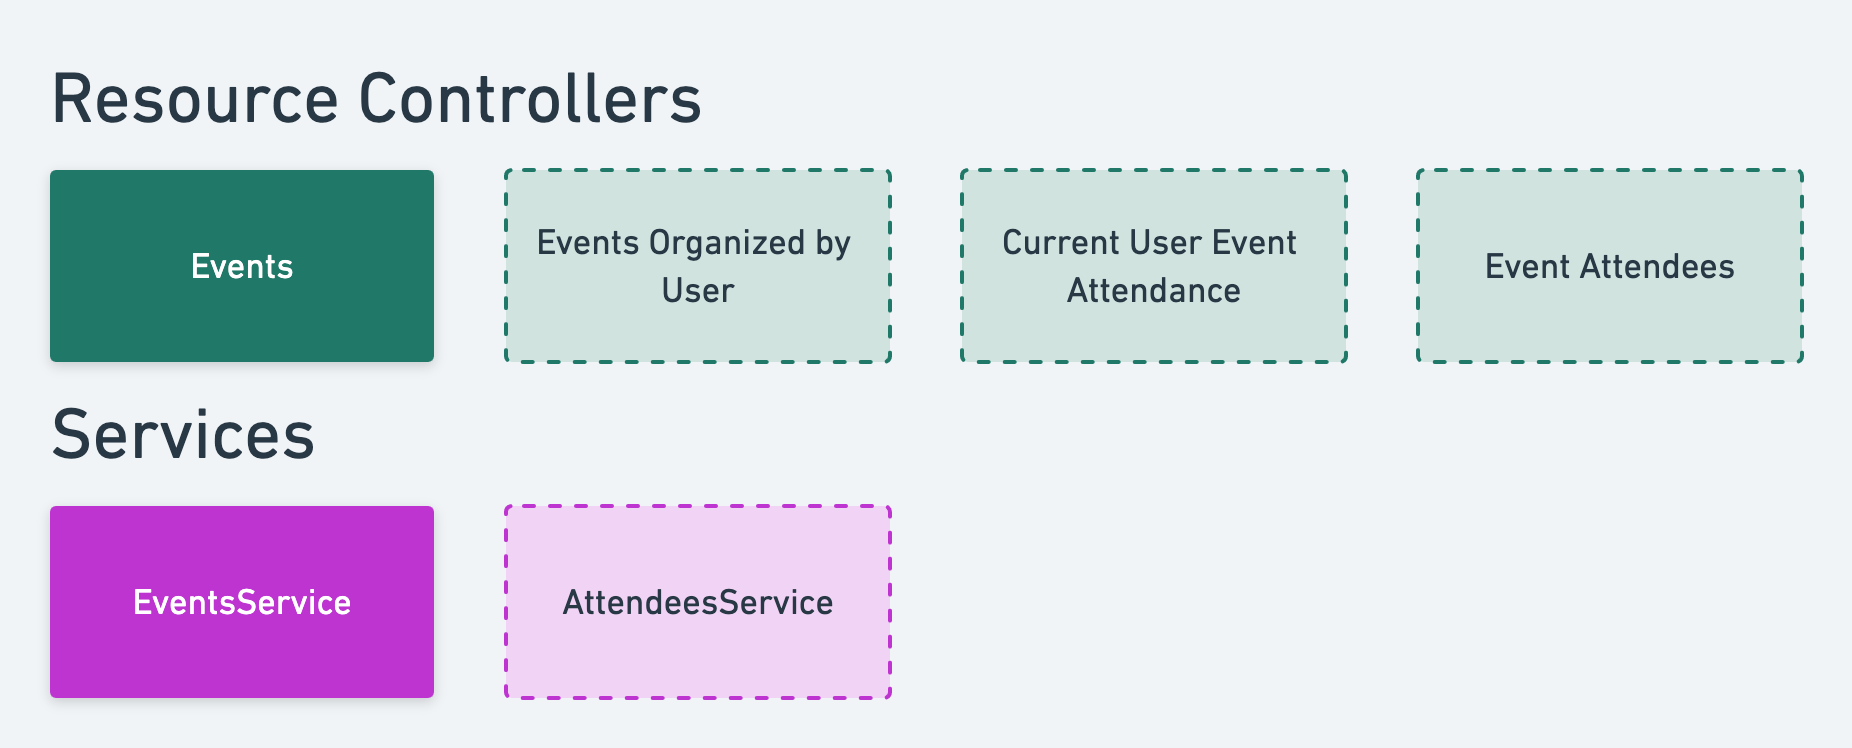 Resource Controllers
Events
Events Organized by
User
Current User Event
Attendance
Event Attendees
Services
EventsService
AttendeesService